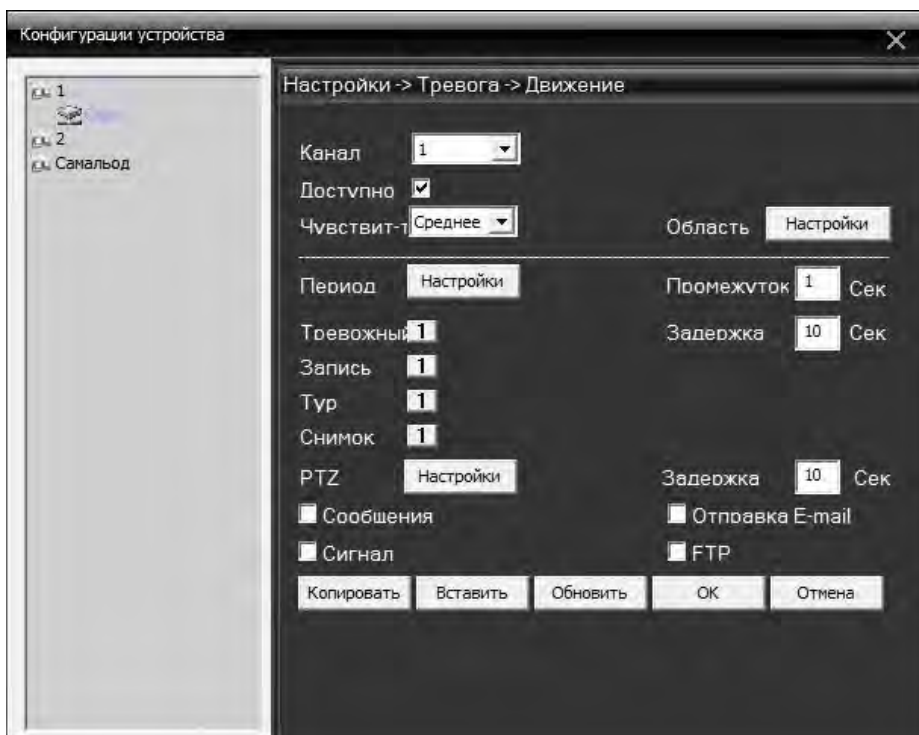 Конфигурации устройства
1
2
Самальод
Настройки -> Тревога -> Движение
Канал 1
Доступно
Чувствит-т Среднее Область Настройки
Период Настройки Промежуток 1 Сек
Тревожный 1 Задержка 10 Сек
Запись 1
Тур 1
Снимок 1
PTZ Настройки Задержка 10 Сек
Сообщения Отправка E-mail
Сигнал FTP
Копировать Вставить Обновить OK Отмена